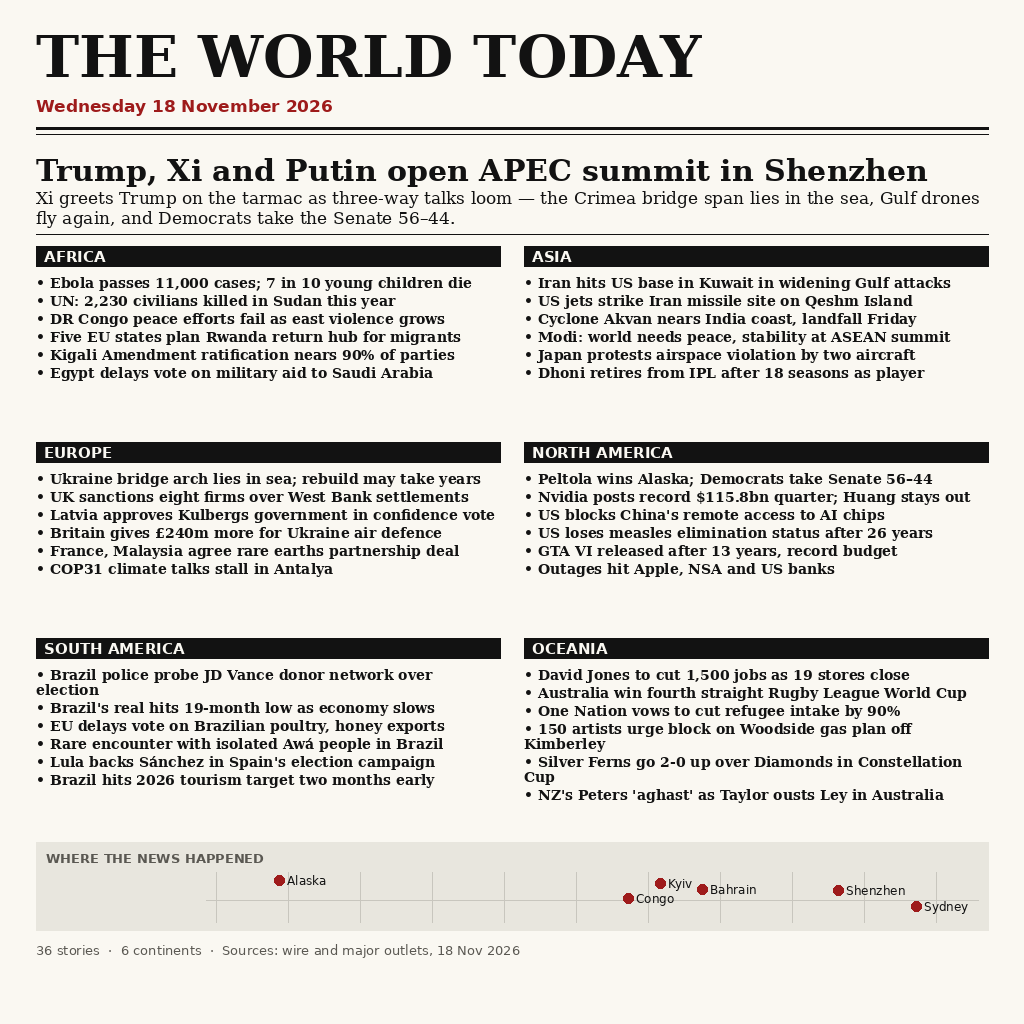 THE WORLD TODAY
Wednesday 18 November 2026
Trump, Xi and Putin open APEC summit in Shenzhen
Xi greets Trump on the tarmac as three-way talks loom — the Crimea bridge span lies in the sea, Gulf drones
fly again, and Democrats take the Senate 56–44.
AFRICA
• Ebola passes 11,000 cases; 7 in 10 young children die
• UN: 2,230 civilians killed in Sudan this year
• DR Congo peace efforts fail as east violence grows
• Five EU states plan Rwanda return hub for migrants
• Kigali Amendment ratification nears 90% of parties
• Egypt delays vote on military aid to Saudi Arabia
ASIA
• Iran hits US base in Kuwait in widening Gulf attacks
• US jets strike Iran missile site on Qeshm Island
• Cyclone Akvan nears India coast, landfall Friday
• Modi: world needs peace, stability at ASEAN summit
• Japan protests airspace violation by two aircraft
• Dhoni retires from IPL after 18 seasons as player
EUROPE
• Ukraine bridge arch lies in sea; rebuild may take years
• UK sanctions eight firms over West Bank settlements
• Latvia approves Kulbergs government in confidence vote
• Britain gives £240m more for Ukraine air defence
• France, Malaysia agree rare earths partnership deal
• COP31 climate talks stall in Antalya
NORTH AMERICA
• Peltola wins Alaska; Democrats take Senate 56–44
• Nvidia posts record $115.8bn quarter; Huang stays out
• US blocks China's remote access to AI chips
• US loses measles elimination status after 26 years
• GTA VI released after 13 years, record budget
• Outages hit Apple, NSA and US banks
SOUTH AMERICA
• Brazil police probe JD Vance donor network over
election
• Brazil's real hits 19-month low as economy slows
• EU delays vote on Brazilian poultry, honey exports
• Rare encounter with isolated Awá people in Brazil
• Lula backs Sánchez in Spain's election campaign
• Brazil hits 2026 tourism target two months early
OCEANIA
• David Jones to cut 1,500 jobs as 19 stores close
• Australia win fourth straight Rugby League World Cup
• One Nation vows to cut refugee intake by 90%
• 150 artists urge block on Woodside gas plan off
Kimberley
• Silver Ferns go 2-0 up over Diamonds in Constellation
Cup
• NZ's Peters 'aghast' as Taylor ousts Ley in Australia
WHERE THE NEWS HAPPENED
Alaska
Kyiv
Congo
Bahrain
Shenzhen
Sydney
36 stories · 6 continents · Sources: wire and major outlets, 18 Nov 2026